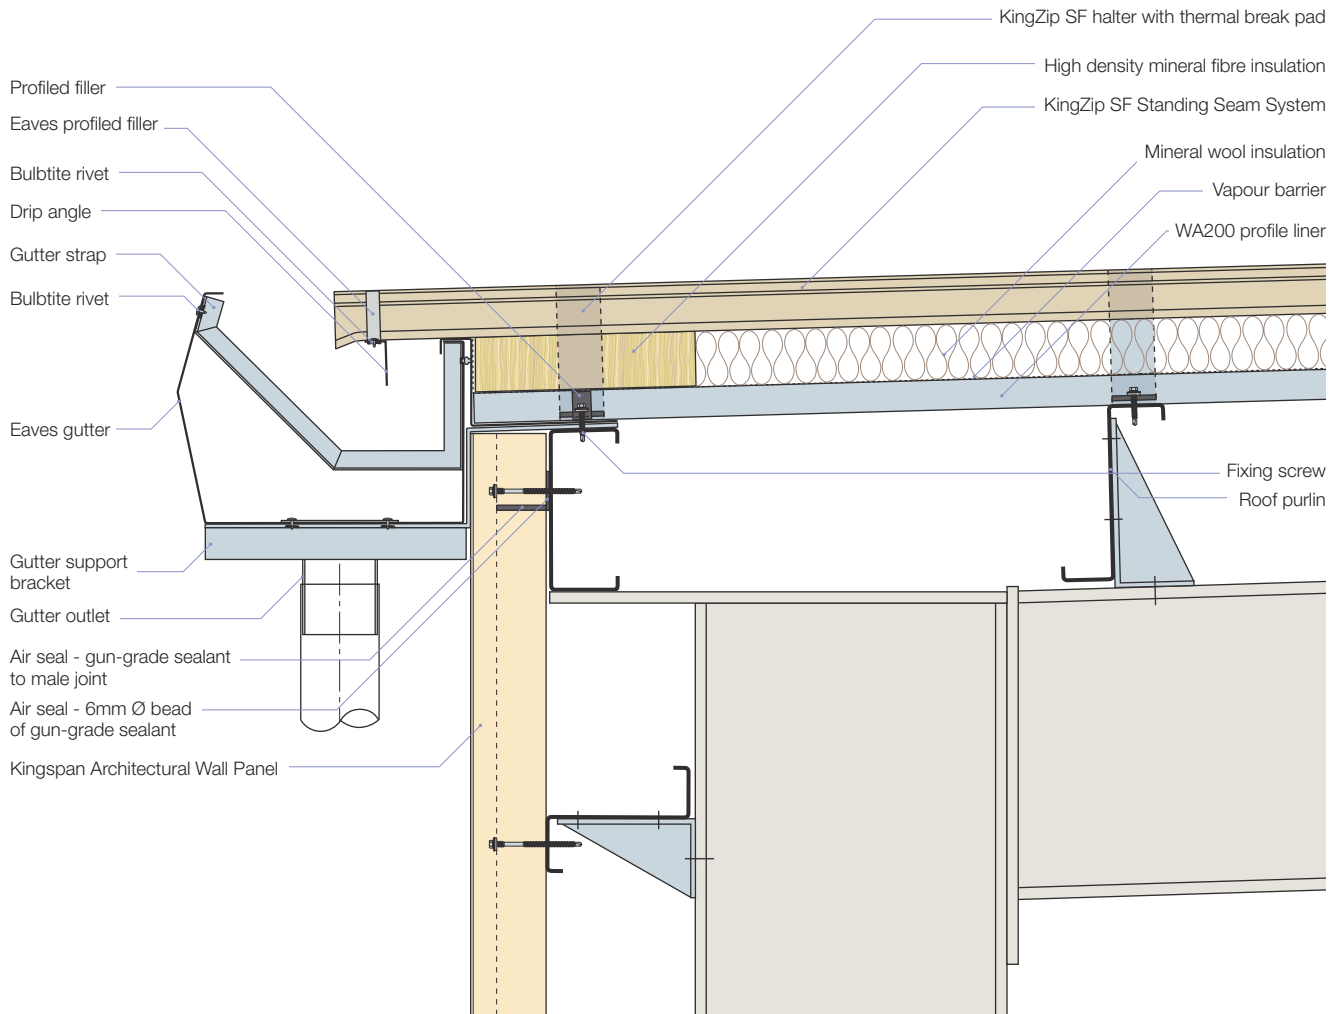 KingZip SF halter with thermal break pad
High density mineral fibre insulation
KingZip SF Standing Seam System
Mineral wool insulation
Vapour barrier
WA200 profile liner
Profiled filler
Eaves profiled filler
Bulbtite rivet
Drip angle
Gutter strap
Bulbtite rivet
Eaves gutter
Fixing screw
Roof purlin
Gutter support
bracket
Gutter outlet
Air seal - gun-grade sealant
to male joint
Air seal - 6mm Ø bead
of gun-grade sealant
Kingspan Architectural Wall Panel